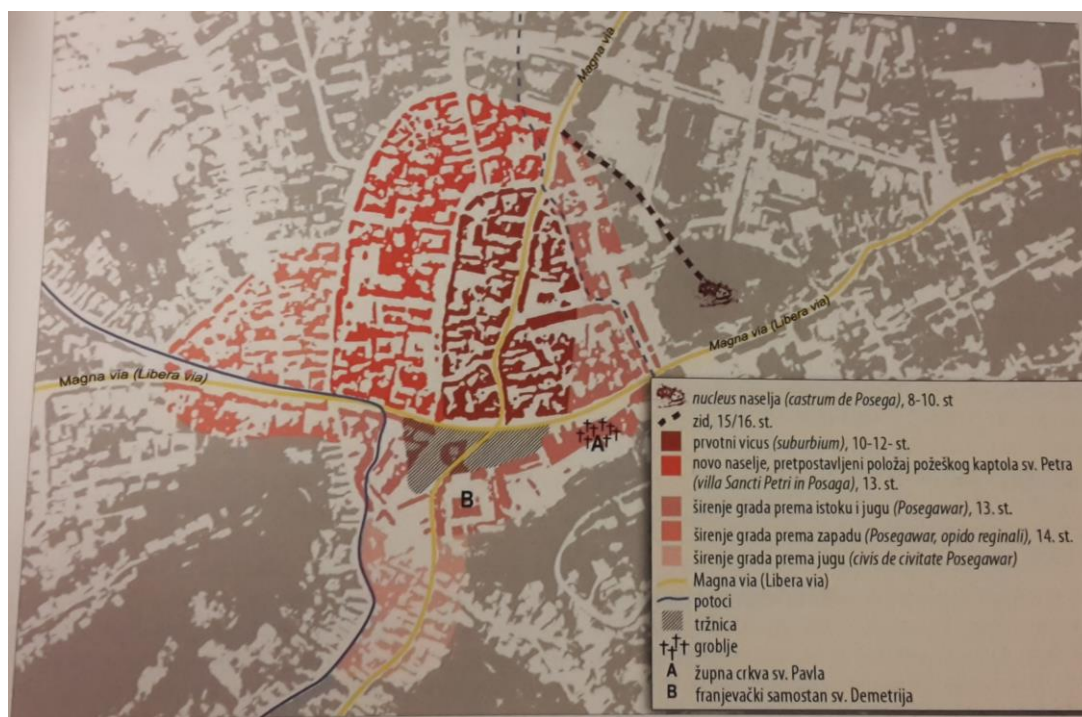 Magna via
Magna via (Libera via)
Magna via (Libera via)
A
B
nucleus naselja (castrum de Posega), 8-10. st
zid, 15/16. st.
prvotni vicus (suburbium), 10-12- st.
novo naselje, pretpostavljeni položaj požeškog kaptola sv. Petra
(villa Sancti Petri in Posaga), 13. st.
širenje grada prema istoku i jugu (Posegawar), 13. st.
širenje grada prema zapadu (Posegawar, opido reginali), 14. st.
širenje grada prema jugu (civis de civitate Posegawar)
Magna via (Libera via)
potoci
tržnica
groblje
A župna crkva sv. Pavla
B franjevački samostan sv. Demetrija